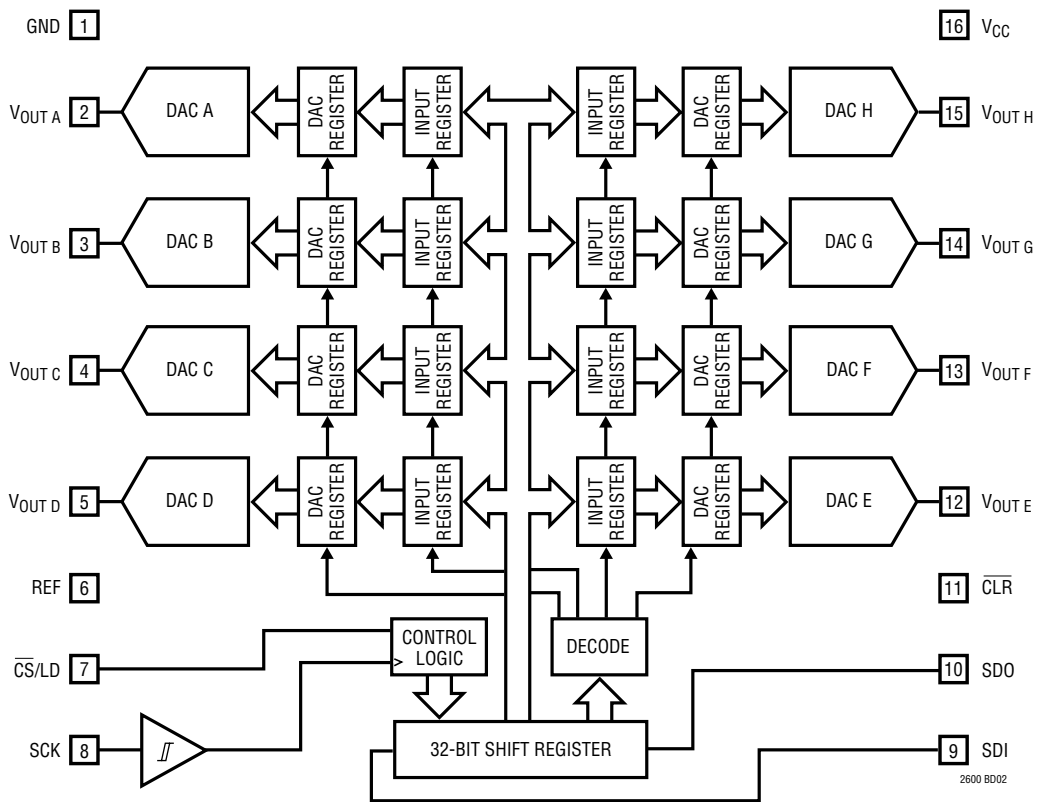 GND 1
16 VCC
VOUT A 2 DAC A DAC REGISTER INPUT REGISTER INPUT REGISTER DAC REGISTER DAC H 15 VOUT H
VOUT B 3 DAC B DAC REGISTER INPUT REGISTER INPUT REGISTER DAC REGISTER DAC G 14 VOUT G
VOUT C 4 DAC C DAC REGISTER INPUT REGISTER INPUT REGISTER DAC REGISTER DAC F 13 VOUT F
VOUT D 5 DAC D DAC REGISTER INPUT REGISTER INPUT REGISTER DAC REGISTER DAC E 12 VOUT E
REF 6
11 C̅L̅R̅
CONTROL
LOGIC
>
DECODE
C̅S̅/LD 7
10 SDO
SCK 8
32-BIT SHIFT REGISTER
9 SDI
2600 BD02